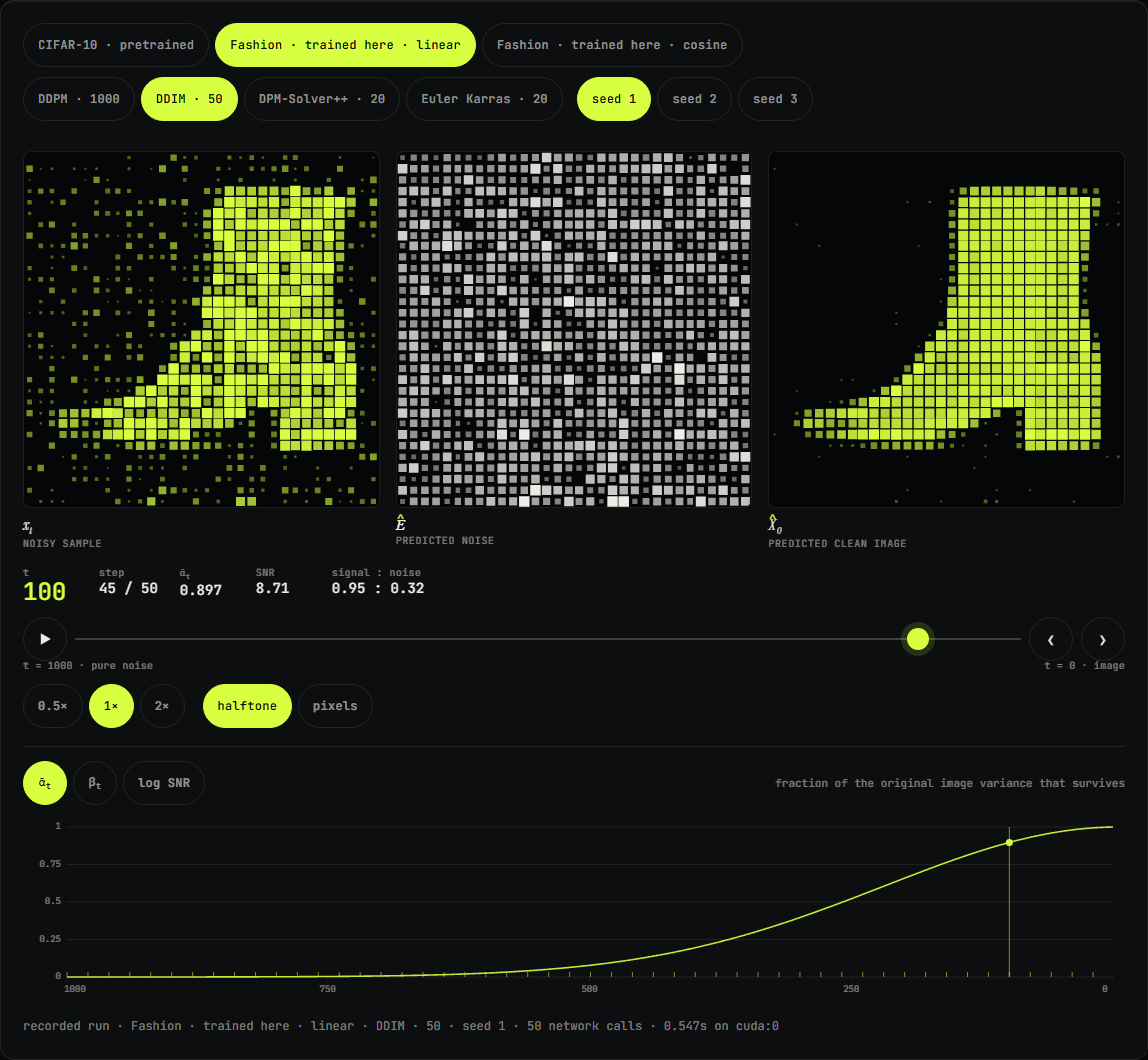 CIFAR-10 · pretrained
Fashion · trained here · linear
Fashion · trained here · cosine
DDPM · 1000
DDIM · 50
DPM-Solver++ · 20
Euler Karras · 20
seed 1
seed 2
seed 3
x_t
NOISY SAMPLE
ε̂
PREDICTED NOISE
x̂₀
PREDICTED CLEAN IMAGE
t
100
step
45 / 50
ᾱt
0.897
SNR
8.71
signal : noise
0.95 : 0.32
t = 1000 · pure noise
t = 0 · image
0.5×
1×
2×
halftone
pixels
ᾱt
βt
log SNR
fraction of the original image variance that survives
1
0.75
0.5
0.25
0
1000
750
500
250
0
recorded run · Fashion · trained here · linear · DDIM · 50 · seed 1 · 50 network calls · 0.547s on cuda:0